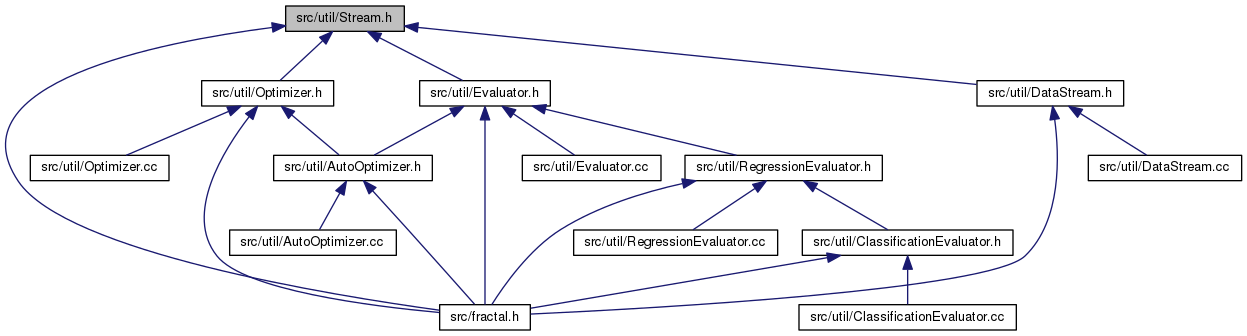 src/util/Stream.h
src/util/Optimizer.h
src/util/Evaluator.h
src/util/DataStream.h
src/util/Optimizer.cc
src/util/AutoOptimizer.h
src/util/Evaluator.cc
src/util/RegressionEvaluator.h
src/util/DataStream.cc
src/util/AutoOptimizer.cc
src/util/RegressionEvaluator.cc
src/util/ClassificationEvaluator.h
src/fractal.h
src/util/ClassificationEvaluator.cc